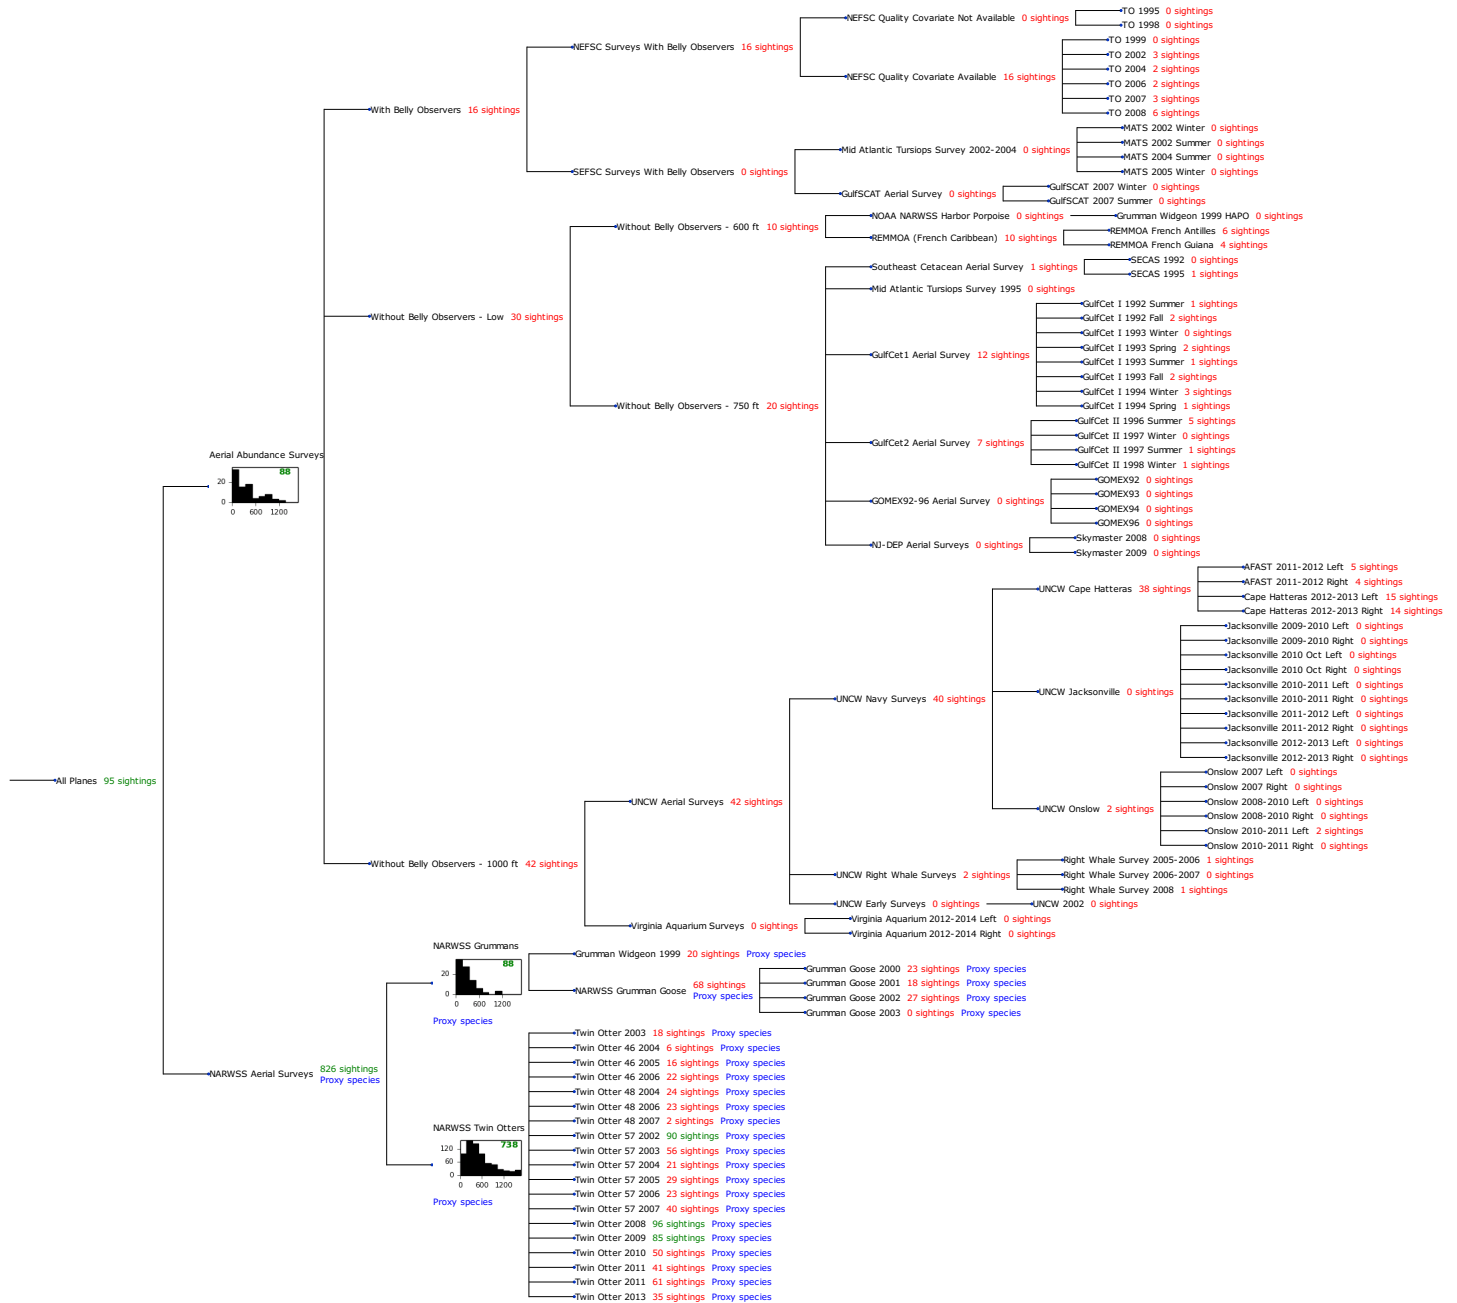 TO 1995 0 sightings
NEFSC Quality Covariate Not Available 0 sightings
TO 1998 0 sightings
TO 1999 0 sightings
NEFSC Surveys With Belly Observers 16 sightings
TO 2002 3 sightings
TO 2004 2 sightings
NEFSC Quality Covariate Available 16 sightings
TO 2006 2 sightings
TO 2007 3 sightings
With Belly Observers 16 sightings
TO 2008 6 sightings
MATS 2002 Winter 0 sightings
MATS 2002 Summer 0 sightings
Mid Atlantic Tursiops Survey 2002-2004 0 sightings
MATS 2004 Summer 0 sightings
SEFSC Surveys With Belly Observers 0 sightings
MATS 2005 Winter 0 sightings
GulfSCAT 2007 Winter 0 sightings
GulfSCAT Aerial Survey 0 sightings
GulfSCAT 2007 Summer 0 sightings
NOAA NARWSS Harbor Porpoise 0 sightings
Grumman Widgeon 1999 HAPO 0 sightings
Without Belly Observers - 600 ft 10 sightings
REMMOA French Antilles 6 sightings
REMMOA (French Caribbean) 10 sightings
REMMOA French Guiana 4 sightings
SECAS 1992 0 sightings
Southeast Cetacean Aerial Survey 1 sightings
SECAS 1995 1 sightings
Mid Atlantic Tursiops Survey 1995 0 sightings
GulfCet I 1992 Summer 1 sightings
Without Belly Observers - Low 30 sightings
GulfCet I 1992 Fall 2 sightings
GulfCet I 1993 Winter 0 sightings
GulfCet I 1993 Spring 2 sightings
GulfCet1 Aerial Survey 12 sightings
GulfCet I 1993 Summer 1 sightings
GulfCet I 1993 Fall 2 sightings
GulfCet I 1994 Winter 3 sightings
Without Belly Observers - 750 ft 20 sightings
GulfCet I 1994 Spring 1 sightings
GulfCet II 1996 Summer 5 sightings
GulfCet II 1997 Winter 0 sightings
GulfCet2 Aerial Survey 7 sightings
GulfCet II 1997 Summer 1 sightings
GulfCet II 1998 Winter 1 sightings
Aerial Abundance Surveys
88
20
0
0 600 1200
GOMEX92 0 sightings
GOMEX93 0 sightings
GOMEX92-96 Aerial Survey 0 sightings
GOMEX94 0 sightings
GOMEX96 0 sightings
Skymaster 2008 0 sightings
NJ-DEP Aerial Surveys 0 sightings
Skymaster 2009 0 sightings
AFAST 2011-2012 Left 5 sightings
AFAST 2011-2012 Right 4 sightings
UNCW Cape Hatteras 38 sightings
Cape Hatteras 2012-2013 Left 15 sightings
Cape Hatteras 2012-2013 Right 14 sightings
Jacksonville 2009-2010 Left 0 sightings
Jacksonville 2009-2010 Right 0 sightings
Jacksonville 2010 Oct Left 0 sightings
Jacksonville 2010 Oct Right 0 sightings
Jacksonville 2010-2011 Left 0 sightings
UNCW Jacksonville 0 sightings
Jacksonville 2010-2011 Right 0 sightings
UNCW Navy Surveys 40 sightings
Jacksonville 2011-2012 Left 0 sightings
Jacksonville 2011-2012 Right 0 sightings
Jacksonville 2012-2013 Left 0 sightings
Jacksonville 2012-2013 Right 0 sightings
Onslow 2007 Left 0 sightings
All Planes 95 sightings
Onslow 2007 Right 0 sightings
UNCW Aerial Surveys 42 sightings
Onslow 2008-2010 Left 0 sightings
UNCW Onslow 2 sightings
Onslow 2008-2010 Right 0 sightings
Onslow 2010-2011 Left 2 sightings
Onslow 2010-2011 Right 0 sightings
Without Belly Observers - 1000 ft 42 sightings
Right Whale Survey 2005-2006 1 sightings
UNCW Right Whale Surveys 2 sightings
Right Whale Survey 2006-2007 0 sightings
Right Whale Survey 2008 1 sightings
UNCW Early Surveys 0 sightings
UNCW 2002 0 sightings
Virginia Aquarium 2012-2014 Left 0 sightings
Virginia Aquarium Surveys 0 sightings
Virginia Aquarium 2012-2014 Right 0 sightings
NARWSS Grummans
88
20
0
0 600 1200
Proxy species
Grumman Widgeon 1999 20 sightings Proxy species
Grumman Goose 2000 23 sightings Proxy species
Grumman Goose 2001 18 sightings Proxy species
NARWSS Grumman Goose 68 sightings
Proxy species
Grumman Goose 2002 27 sightings Proxy species
Grumman Goose 2003 0 sightings Proxy species
Twin Otter 2003 18 sightings Proxy species
Twin Otter 46 2004 6 sightings Proxy species
Twin Otter 46 2005 16 sightings Proxy species
NARWSS Aerial Surveys 826 sightings
Proxy species
Twin Otter 46 2006 22 sightings Proxy species
Twin Otter 48 2004 24 sightings Proxy species
Twin Otter 48 2006 23 sightings Proxy species
Twin Otter 48 2007 2 sightings Proxy species
NARWSS Twin Otters
738
120
60
0
0 600 1200
Proxy species
Twin Otter 57 2002 90 sightings Proxy species
Twin Otter 57 2003 56 sightings Proxy species
Twin Otter 57 2004 21 sightings Proxy species
Twin Otter 57 2005 29 sightings Proxy species
Twin Otter 57 2006 23 sightings Proxy species
Twin Otter 57 2007 40 sightings Proxy species
Twin Otter 2008 96 sightings Proxy species
Twin Otter 2009 85 sightings Proxy species
Twin Otter 2010 50 sightings Proxy species
Twin Otter 2011 41 sightings Proxy species
Twin Otter 2011 61 sightings Proxy species
Twin Otter 2013 35 sightings Proxy species